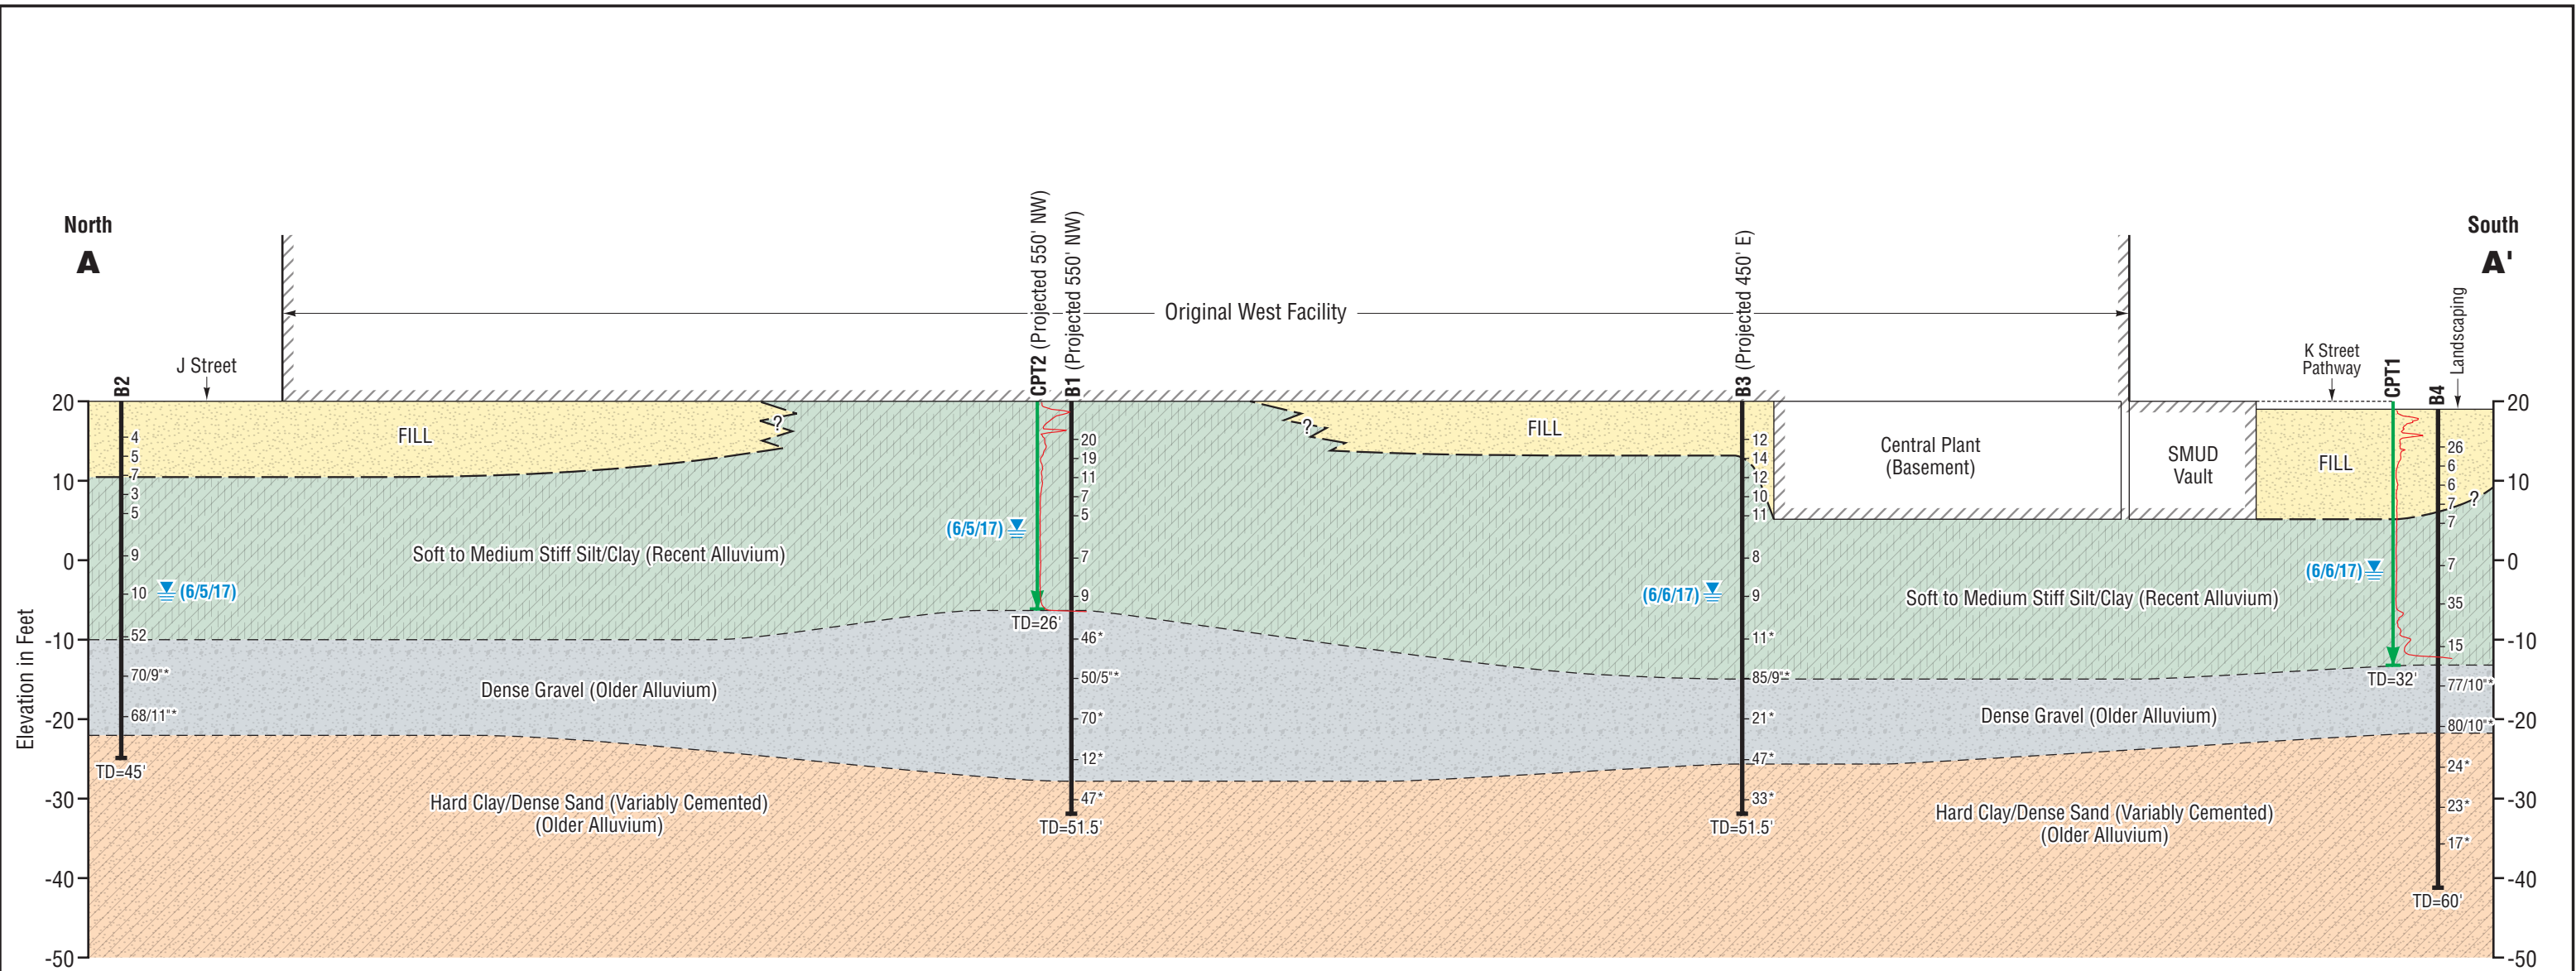 North
A
South
A'
CPT2 (Projected 550' NW)
B1 (Projected 550' NW)
B3 (Projected 450' E)
Original West Facility
B2
J Street
K Street
Pathway
CPT1
B4
Landscaping
Elevation in Feet
20
10
0
-10
-20
-30
-40
-50
20
10
0
-10
-20
-30
-40
-50
FILL
?
?
FILL
Central Plant
(Basement)
SMUD
Vault
FILL
?
4
5
7
3
5
9
10
52
70/9"*
68/11"*
TD=45'
(6/5/17)
Soft to Medium Stiff Silt/Clay (Recent Alluvium)
(6/5/17)
TD=26'
20
19
11
7
5
7
9
46*
50/5"*
70*
12*
47*
TD=51.5'
12
14
12
10
11
8
9
11*
85/9"*
21*
47*
33*
TD=51.5'
(6/6/17)
Soft to Medium Stiff Silt/Clay (Recent Alluvium)
(6/6/17)
TD=32'
26
6
6
7
7
7
35
15
77/10"*
80/10"*
24*
23*
17*
TD=60'
Dense Gravel (Older Alluvium)
Dense Gravel (Older Alluvium)
Hard Clay/Dense Sand (Variably Cemented)
(Older Alluvium)
Hard Clay/Dense Sand (Variably Cemented)
(Older Alluvium)